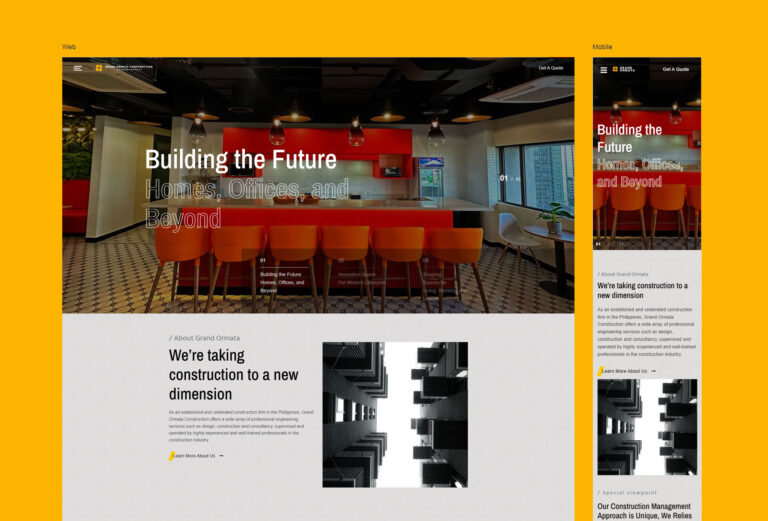 Web
GRAND ORMATA CONSTRUCTION
Get A Quote
Building the Future
Homes, Offices, and
Beyond
01
01
Building the Future
Homes, Offices, and
Beyond
02
Innovative Space
For Modern Lifestyles
03
Shaping
Spaces for
/ About Grand Ormata
We're taking
construction to a new
dimension
As an established and celebrated construction firm in the Philippines, Grand
Ormata Construction offers a wide array of professional engineering
services such as design, construction and consultancy, supervised and
operated by highly experienced and well-trained professionals in the
construction industry.
Learn More About Us →
Mobile
GRAND
ORMATA
Get A Quote
Building the
Future
Homes, Offices,
and Beyond
01
/ About Grand Ormata
We're taking construction to a
new dimension
As an established and celebrated construction
firm in the Philippines, Grand Ormata
Construction offers a wide array of professional
engineering services such as design,
construction and consultancy, supervised and
operated by highly experienced and well-trained
professionals in the construction industry.
Learn More About Us →
/ Special viewpoint
Our Construction Management
Approach is Unique, We Relies